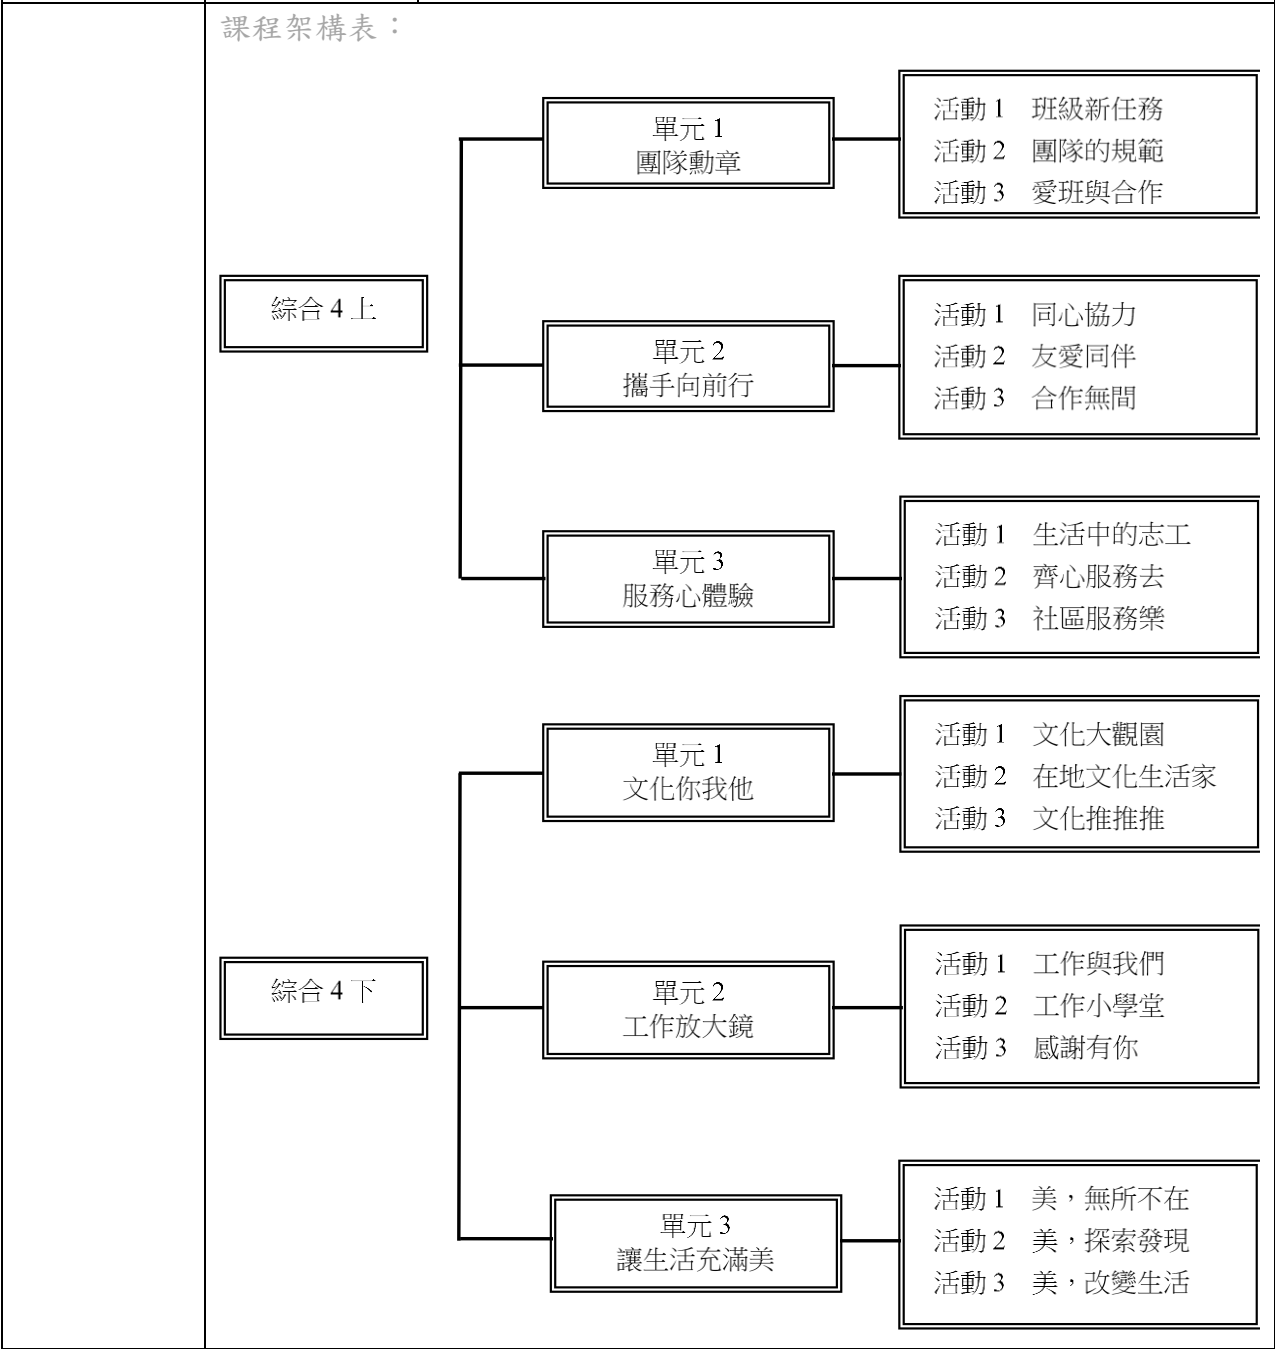 課程架構表：
綜合 4 上
單元 1
團隊勳章
活動 1 班級新任務
活動 2 團隊的規範
活動 3 愛班與合作
單元 2
攜手向前行
活動 1 同心協力
活動 2 友愛同伴
活動 3 合作無間
單元 3
服務心體驗
活動 1 生活中的志工
活動 2 齊心服務去
活動 3 社區服務樂
綜合 4 下
單元 1
文化你我他
活動 1 文化大觀園
活動 2 在地文化生活家
活動 3 文化推推推
單元 2
工作放大鏡
活動 1 工作與我們
活動 2 工作小學堂
活動 3 感謝有你
單元 3
讓生活充滿美
活動 1 美，無所不在
活動 2 美，探索發現
活動 3 美，改變生活